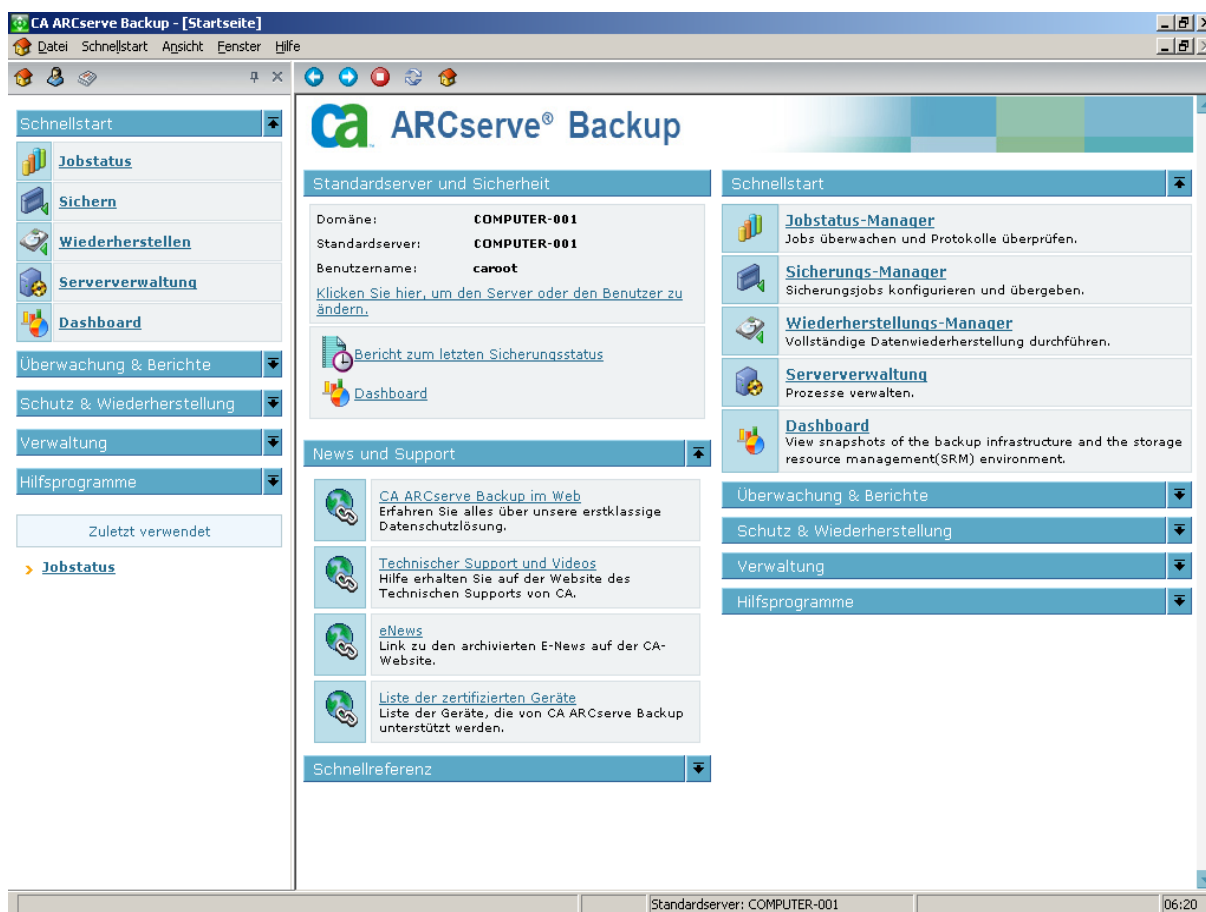 CA ARCserve Backup - [Startseite]
Datei Schnellstart Ansicht Fenster Hilfe
Schnellstart
Jobstatus
Sichern
Wiederherstellen
Serververwaltung
Dashboard
Überwachung & Berichte
Schutz & Wiederherstellung
Verwaltung
Hilfsprogramme
Zuletzt verwendet
Jobstatus
ca ARCserve® Backup
Standardserver und Sicherheit
Domäne: COMPUTER-001
Standardserver: COMPUTER-001
Benutzername: caroot
Klicken Sie hier, um den Server oder den Benutzer zu
ändern.
Bericht zum letzten Sicherungsstatus
Dashboard
News und Support
CA ARCserve Backup im Web
Erfahren Sie alles über unsere erstklassige
Datenschutzlösung.
Technischer Support und Videos
Hilfe erhalten Sie auf der Website des
Technischen Supports von CA.
eNews
Link zu den archivierten E-News auf der CA-
Website.
Liste der zertifizierten Geräte
Liste der Geräte, die von CA ARCserve Backup
unterstützt werden.
Schnellreferenz
Schnellstart
Jobstatus-Manager
Jobs überwachen und Protokolle überprüfen.
Sicherungs-Manager
Sicherungsjobs konfigurieren und übergeben.
Wiederherstellungs-Manager
Vollständige Datenwiederherstellung durchführen.
Serververwaltung
Prozesse verwalten.
Dashboard
View snapshots of the backup infrastructure and the storage
resource management(SRM) environment.
Überwachung & Berichte
Schutz & Wiederherstellung
Verwaltung
Hilfsprogramme
Standardserver: COMPUTER-001
06:20